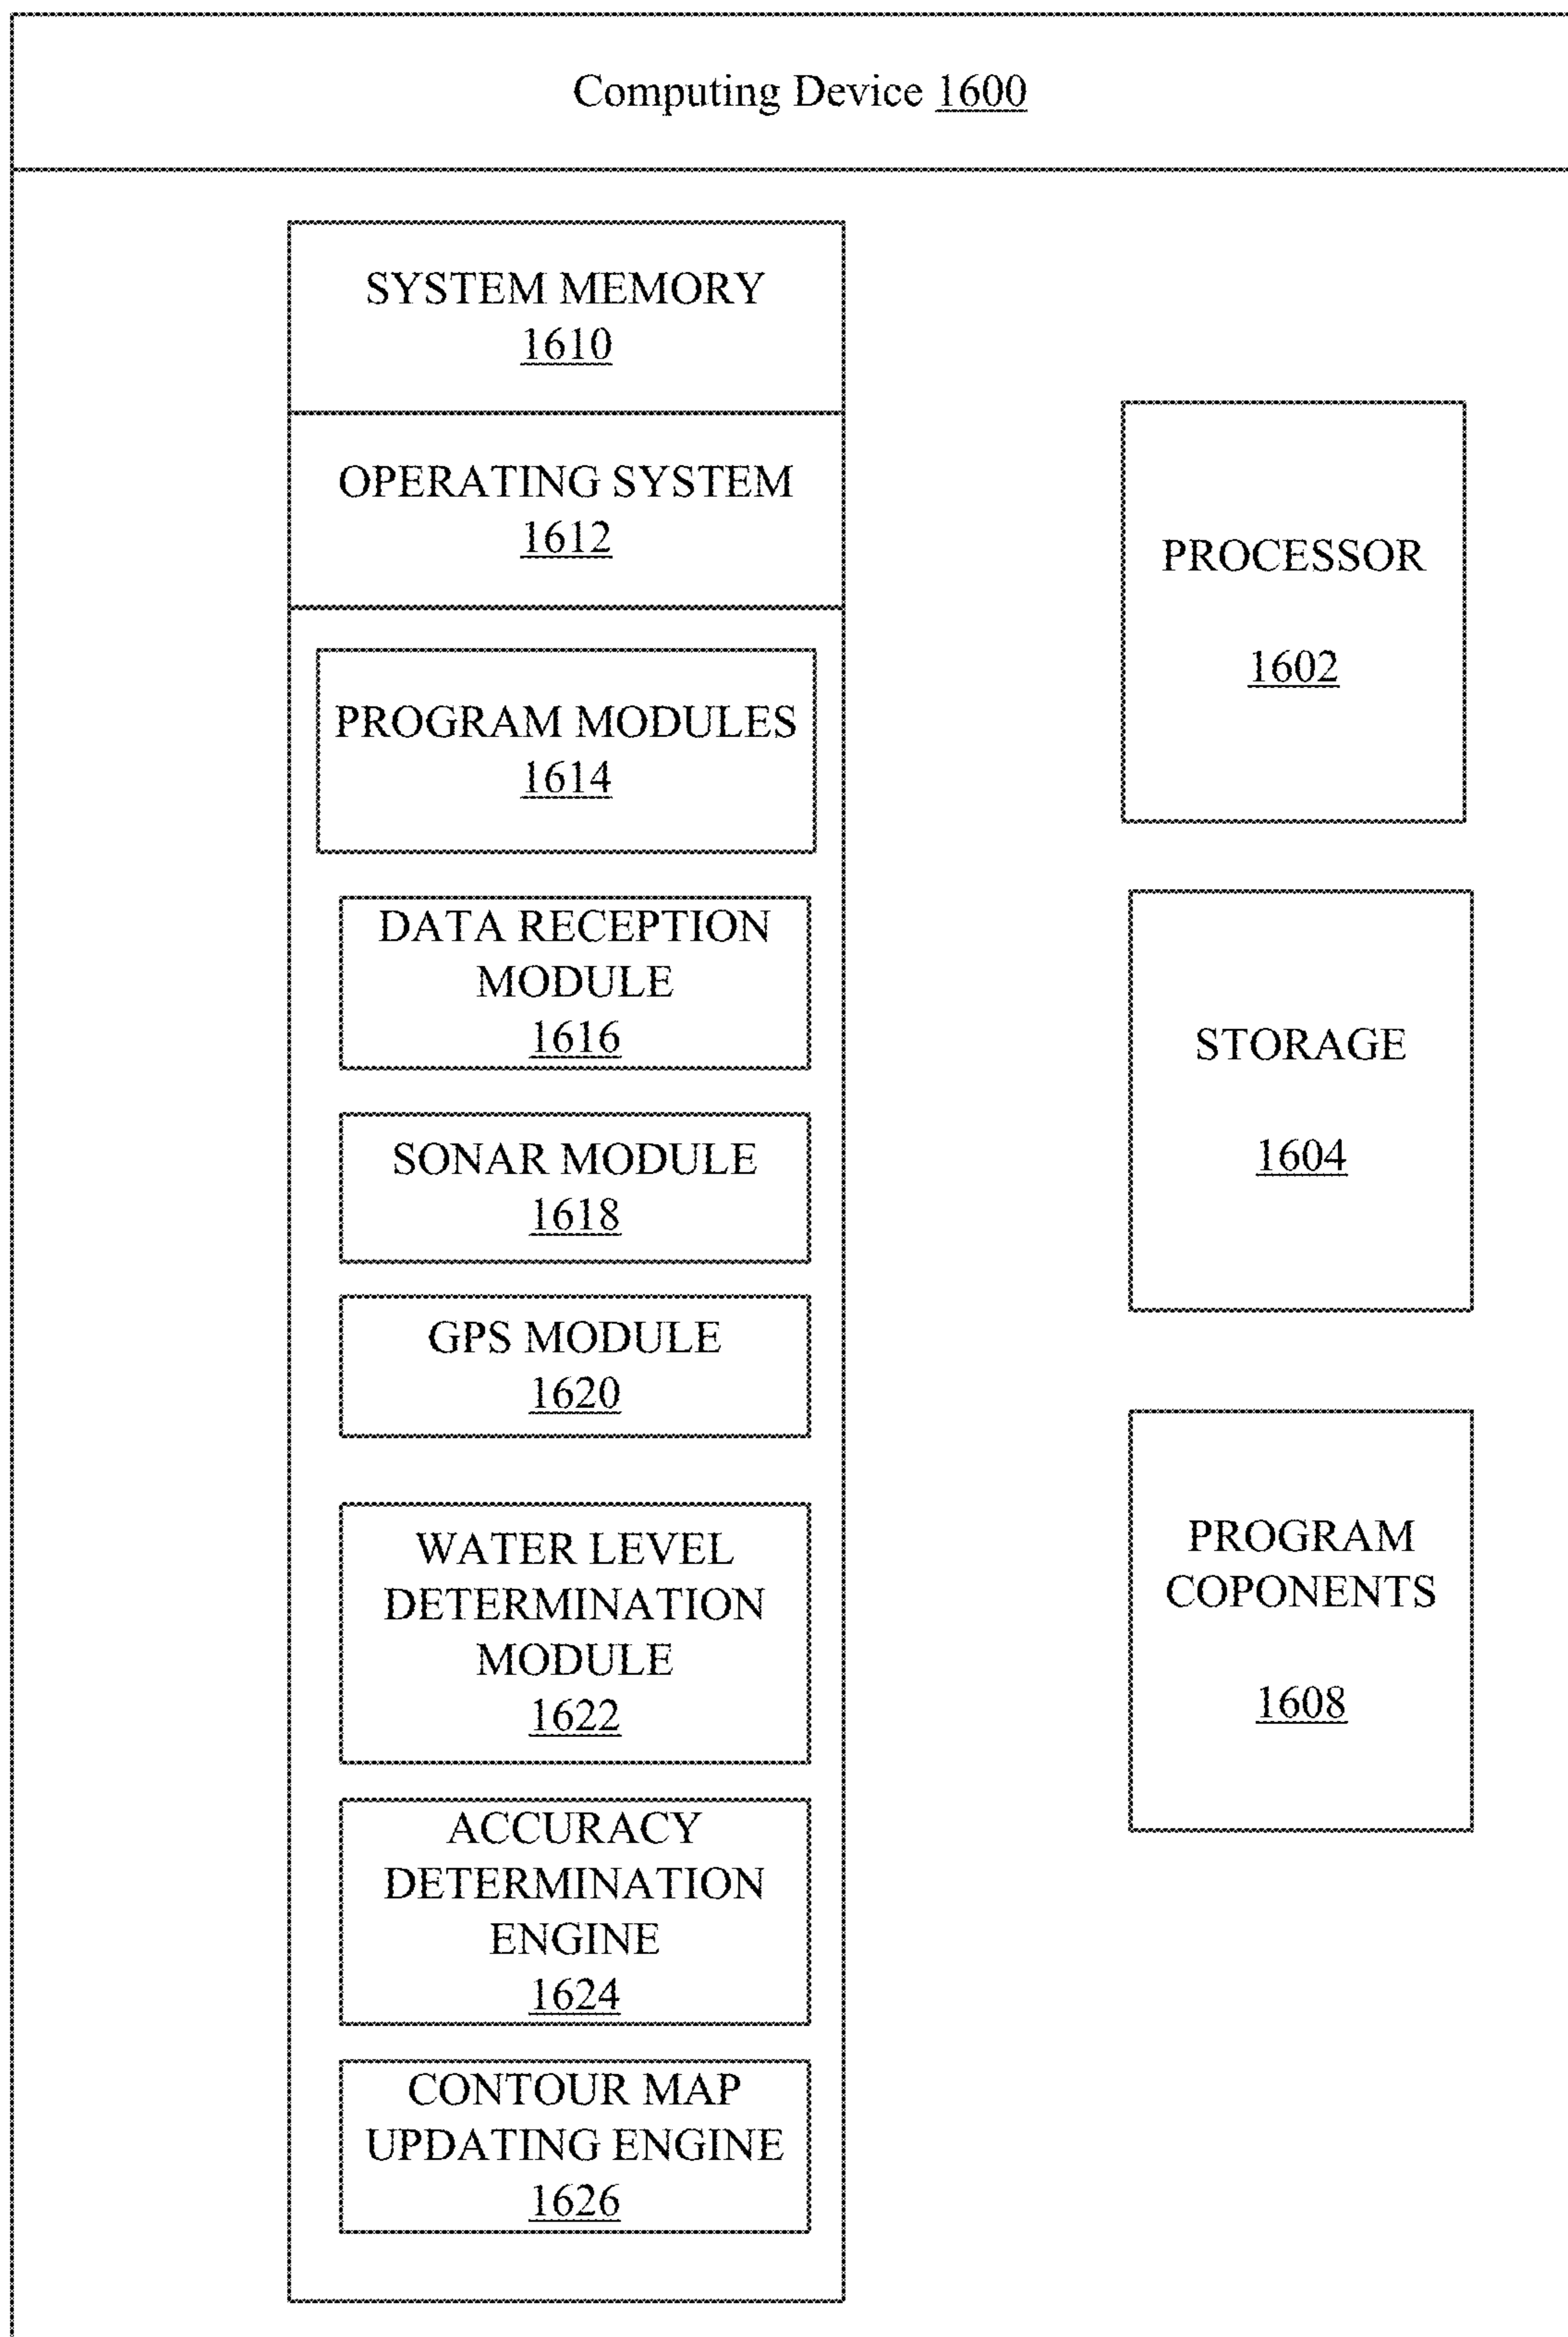 Computing Device 1600
SYSTEM MEMORY
1610
OPERATING SYSTEM
1612
PROGRAM MODULES
1614
DATA RECEPTION
MODULE
1616
SONAR MODULE
1618
GPS MODULE
1620
WATER LEVEL
DETERMINATION
MODULE
1622
ACCURACY
DETERMINATION
ENGINE
1624
CONTOUR MAP
UPDATING ENGINE
1626
PROCESSOR
1602
STORAGE
1604
PROGRAM
COPONENTS
1608